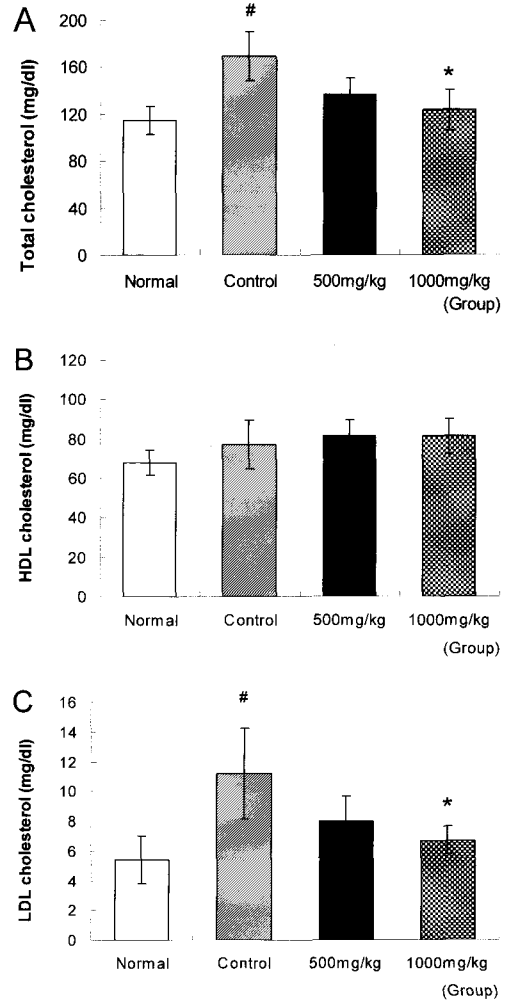 A
Total cholesterol (mg/dl)
200
160
120
80
40
0
#
*
Normal Control 500mg/kg 1000mg/kg
(Group)
B
HDL cholesterol (mg/dl)
120
100
80
60
40
20
0
Normal Control 500mg/kg 1000mg/kg
(Group)
C
LDL cholesterol (mg/dl)
16
14
12
10
8
6
4
2
0
#
*
Normal Control 500mg/kg 1000mg/kg
(Group)